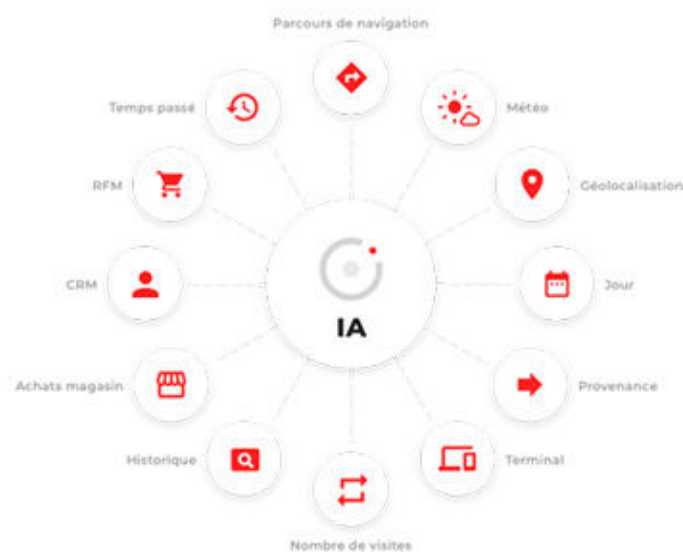 Parcours de navigation
Temps passé
Météo
RFM
Géolocalisation
CRM
IA
Jour
Achats magasin
Provenance
Historique
Terminal
Nombre de visites